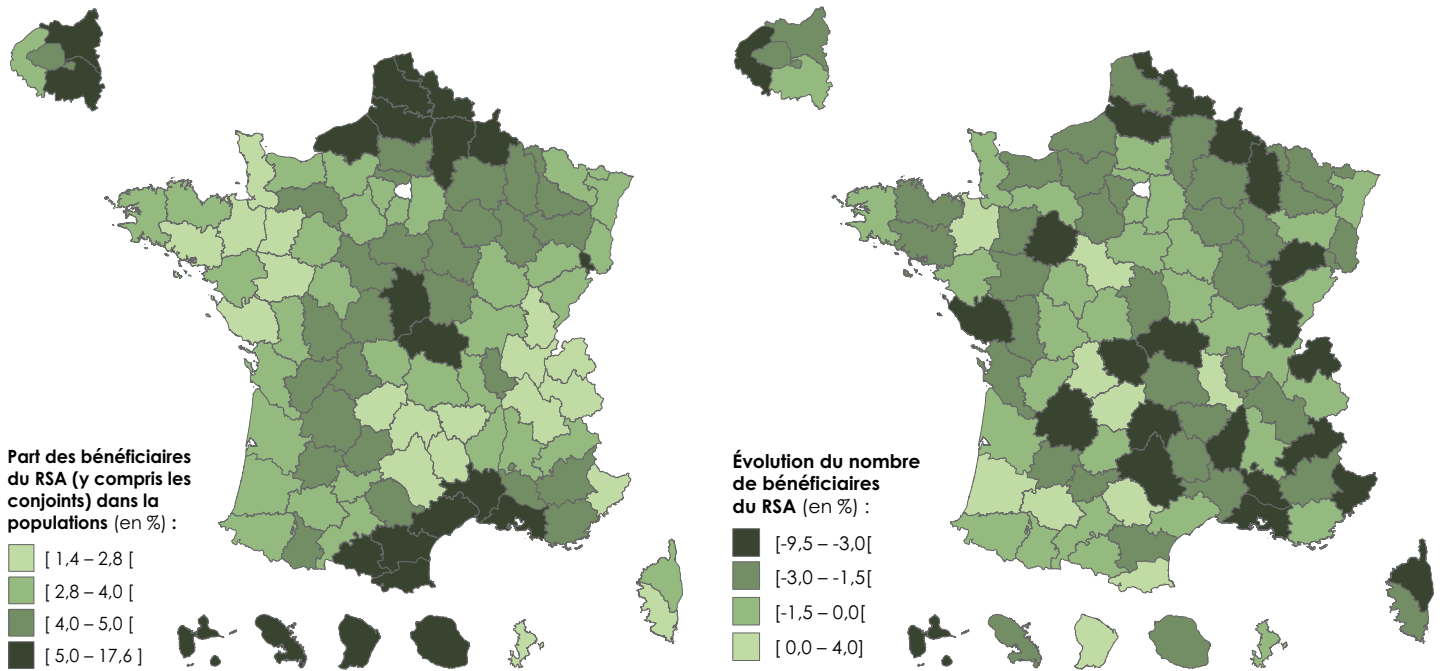 Part des bénéficiaires
du RSA (y compris les
conjoints) dans la
populations (en %) :
[ 1,4 – 2,8 [
[ 2,8 – 4,0 [
[ 4,0 – 5,0 [
[ 5,0 – 17,6 ]
Évolution du nombre
de bénéficiaires
du RSA (en %) :
[-9,5 – -3,0[
[-3,0 – -1,5[
[-1,5 – 0,0[
[ 0,0 – 4,0]